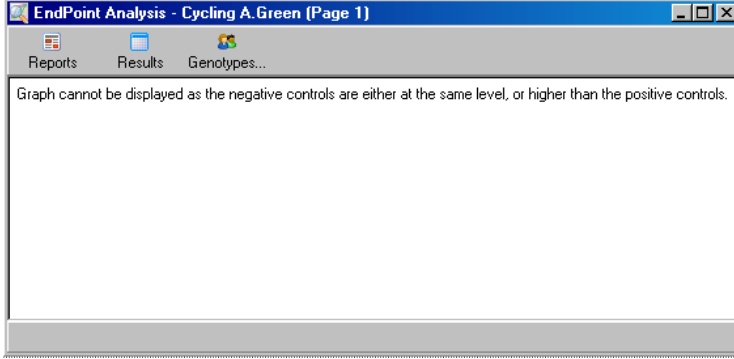 EndPoint Analysis - Cycling A.Green (Page 1)
Reports Results Genotypes...
Graph cannot be displayed as the negative controls are either at the same level, or higher than the positive controls.